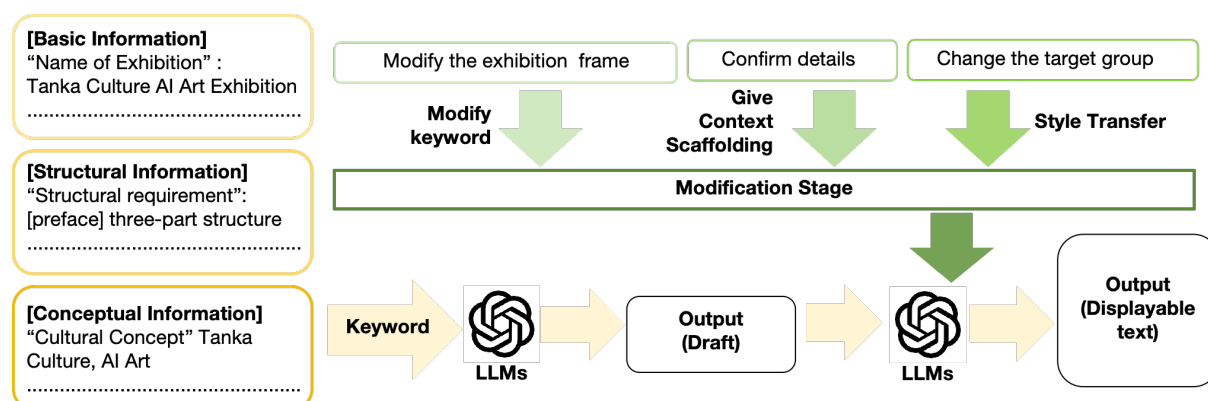 [Basic Information]
“Name of Exhibition” :
Tanka Culture AI Art Exhibition
....................................................
[Structural Information]
“Structural requirement”:
[preface] three-part structure
....................................................
[Conceptual Information]
“Cultural Concept” Tanka
Culture, AI Art
....................................................
Modify the exhibition frame
Confirm details
Change the target group
Modify
keyword
Give
Context
Scaffolding
Style Transfer
Modification Stage
Keyword
LLMs
Output
(Draft)
LLMs
Output
(Displayable
text)